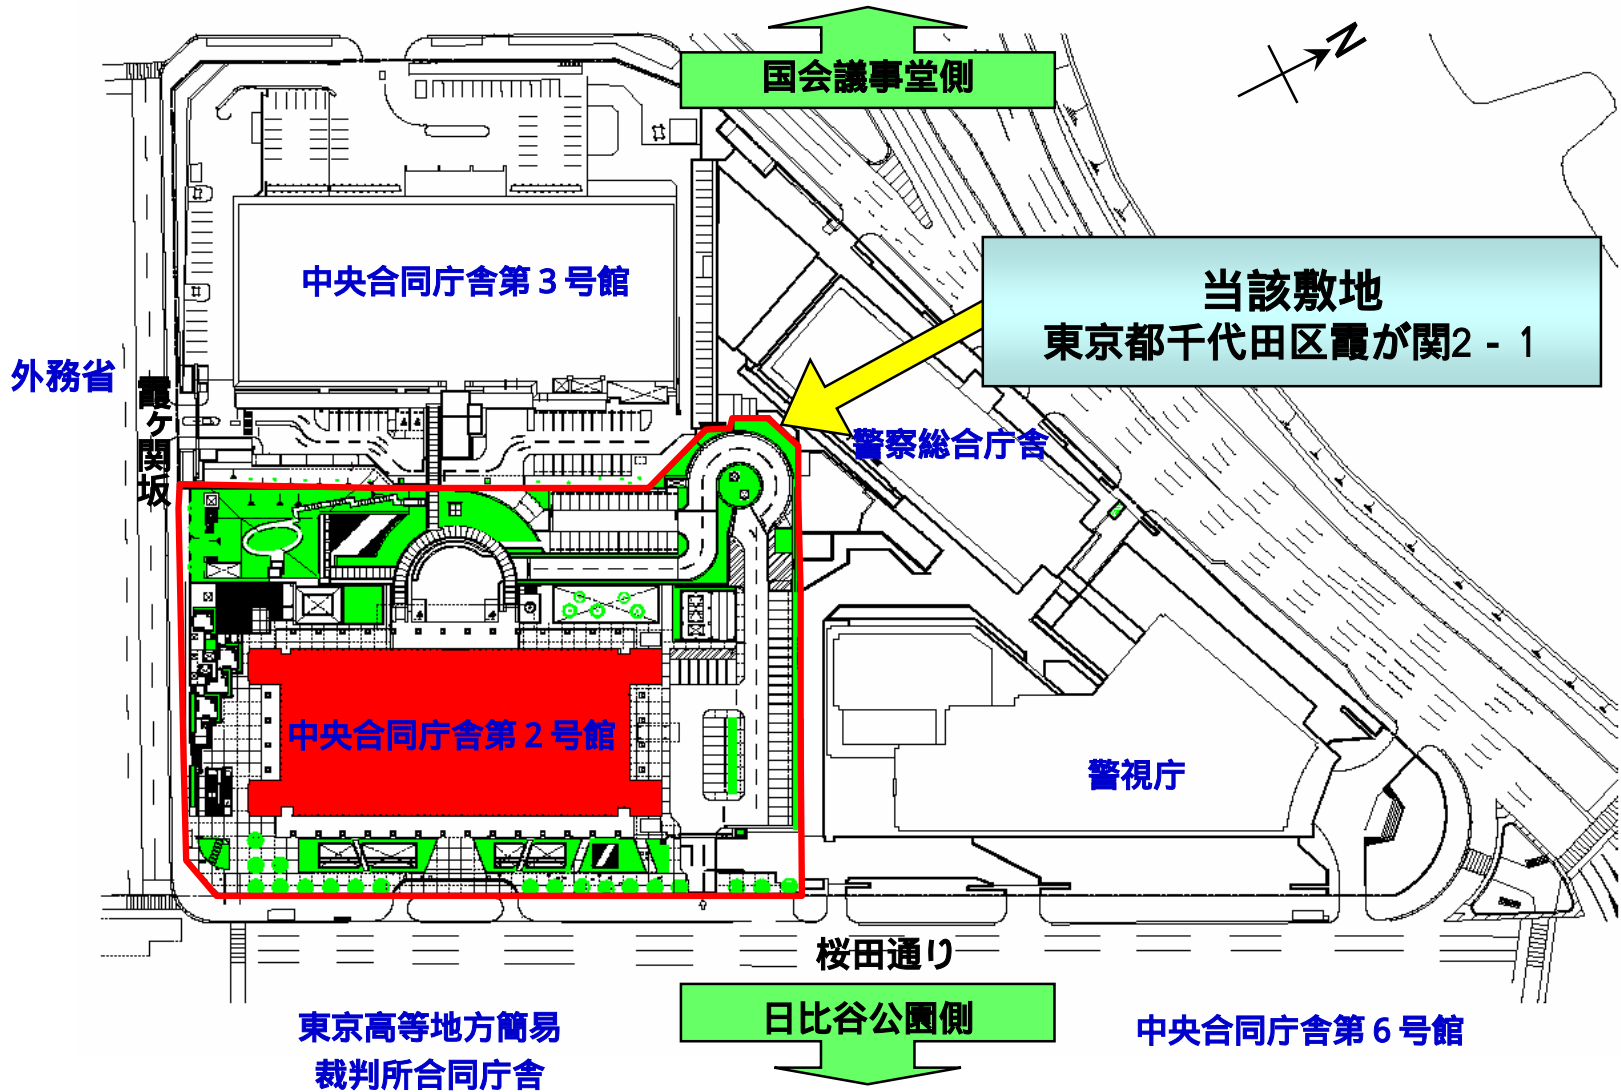 国会議事堂側
N
当該敷地
東京都千代田区霞が関2-1
中央合同庁舎第3号館
外務省
霞ヶ関坂
警察総合庁舎
中央合同庁舎第2号館
警視庁
桜田通り
日比谷公園側
東京高等地方簡易
裁判所合同庁舎
中央合同庁舎第6号館